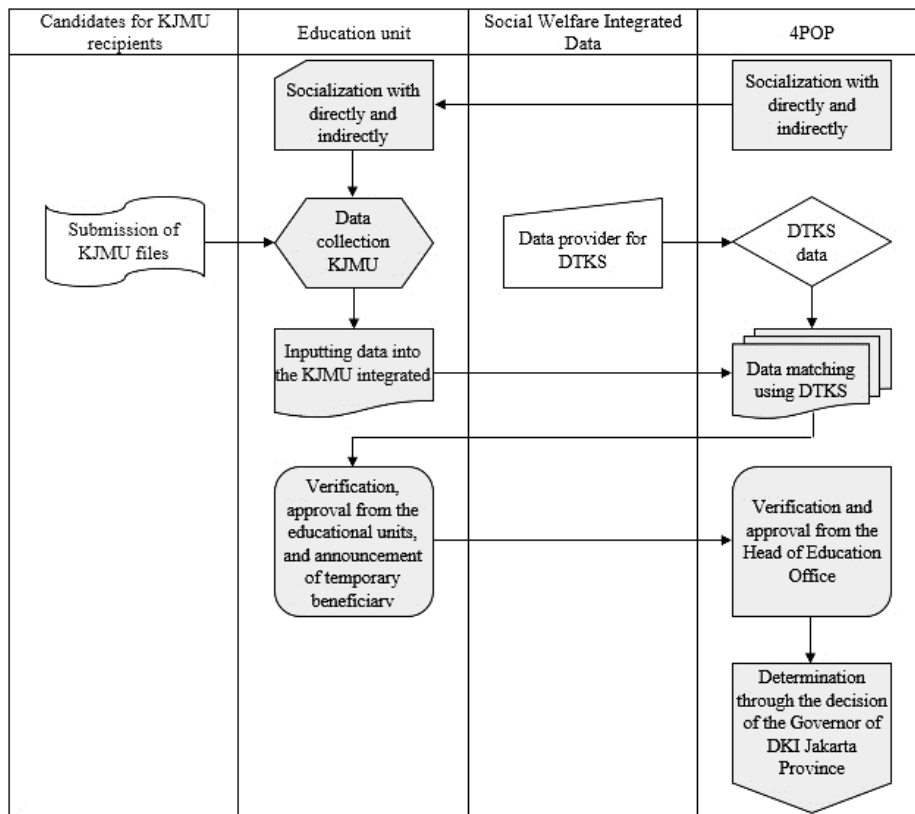 Candidates for KJMU
recipients
Education unit
Social Welfare Integrated
Data
4POP
Socialization with
directly and
indirectly
Socialization with
directly and
indirectly
Submission of
KJMU files
Data
collection
KJMU
Data provider for
DTKS
DTKS
data
Inputting data into
the KJMU integrated
Data matching
using DTKS
Verification,
approval from the
educational units,
and announcement
of temporary
beneficiary
Verification and
approval from the
Head of Education
Office
Determination
through the decision
of the Governor of
DKI Jakarta
Province